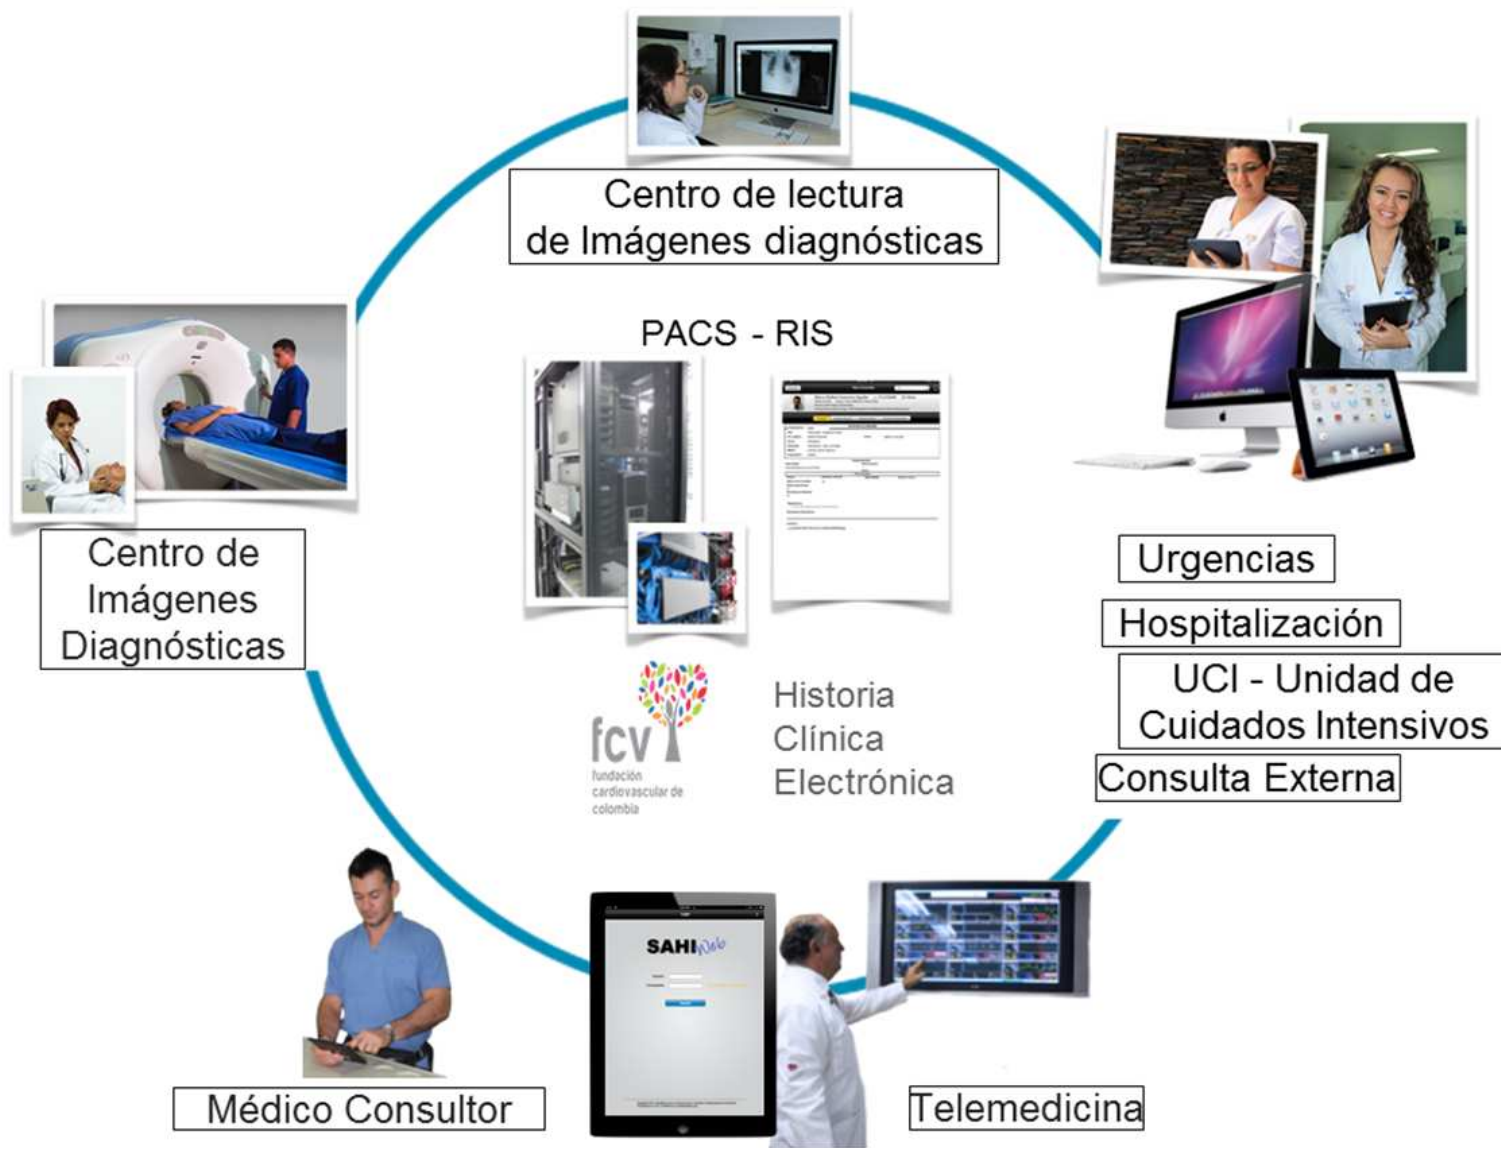 Centro de lectura
de Imágenes diagnósticas
PACS - RIS
Centro de
Imágenes
Diagnósticas
Urgencias
Hospitalización
UCI - Unidad de
Cuidados Intensivos
Consulta Externa
fcv
fundación
cardiovascular de
colombia
Historia
Clínica
Electrónica
SAHI Web
Médico Consultor
Telemedicina